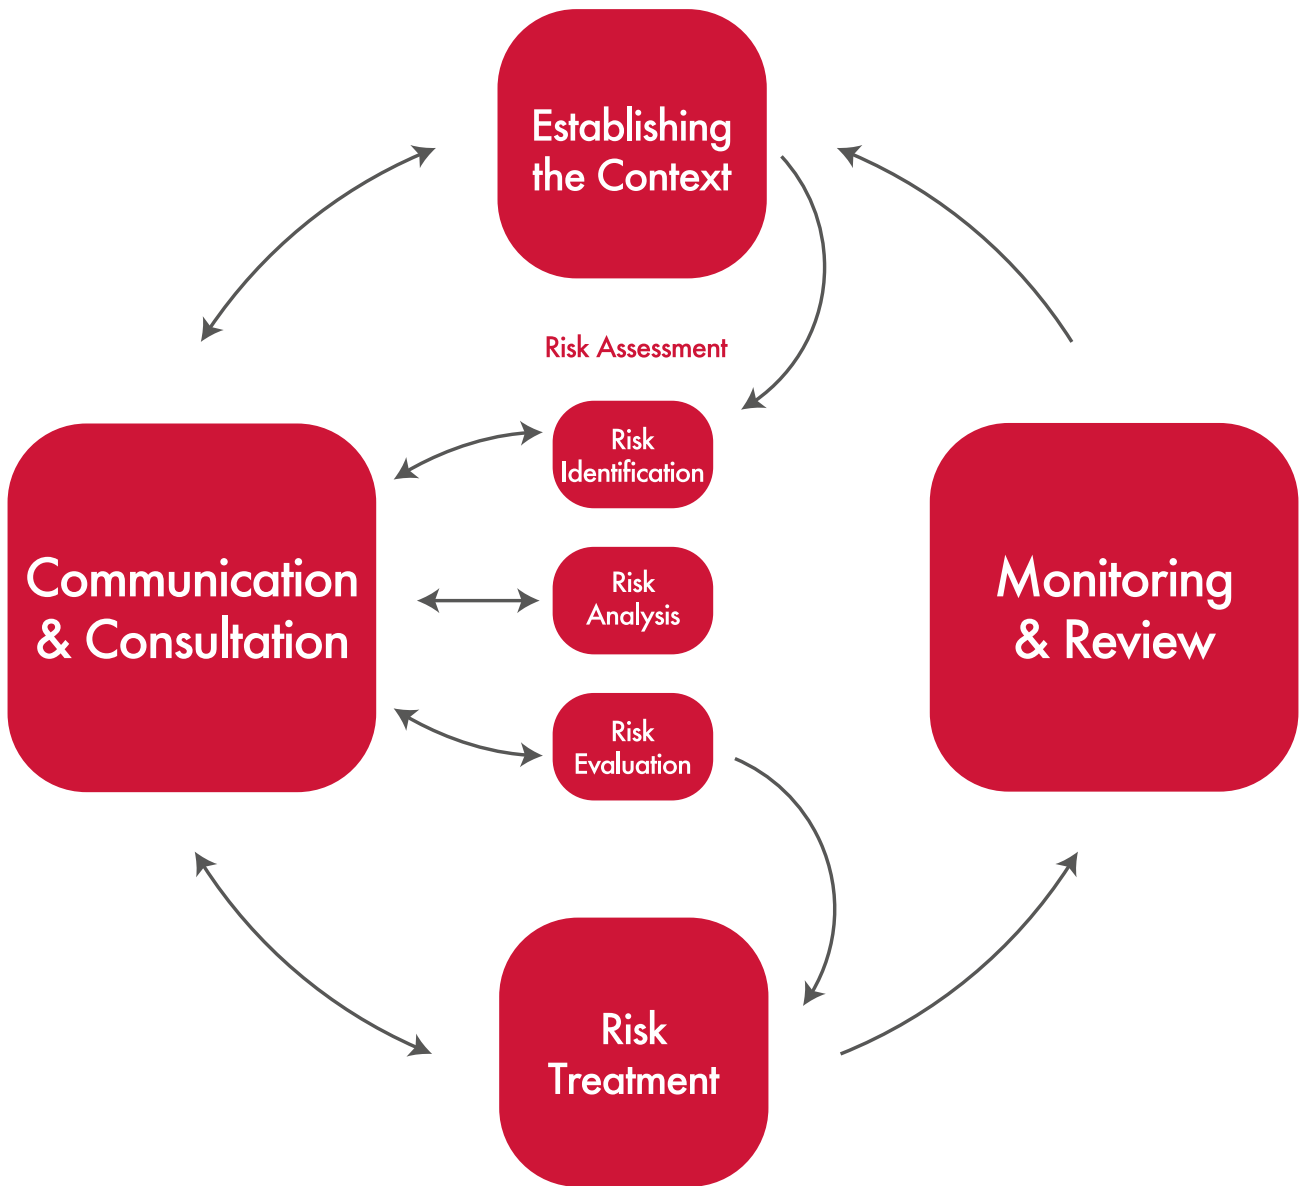 Establishing
the Context
Risk Assessment
Risk
Identification
Communication
& Consultation
Risk
Analysis
Monitoring
& Review
Risk
Evaluation
Risk
Treatment